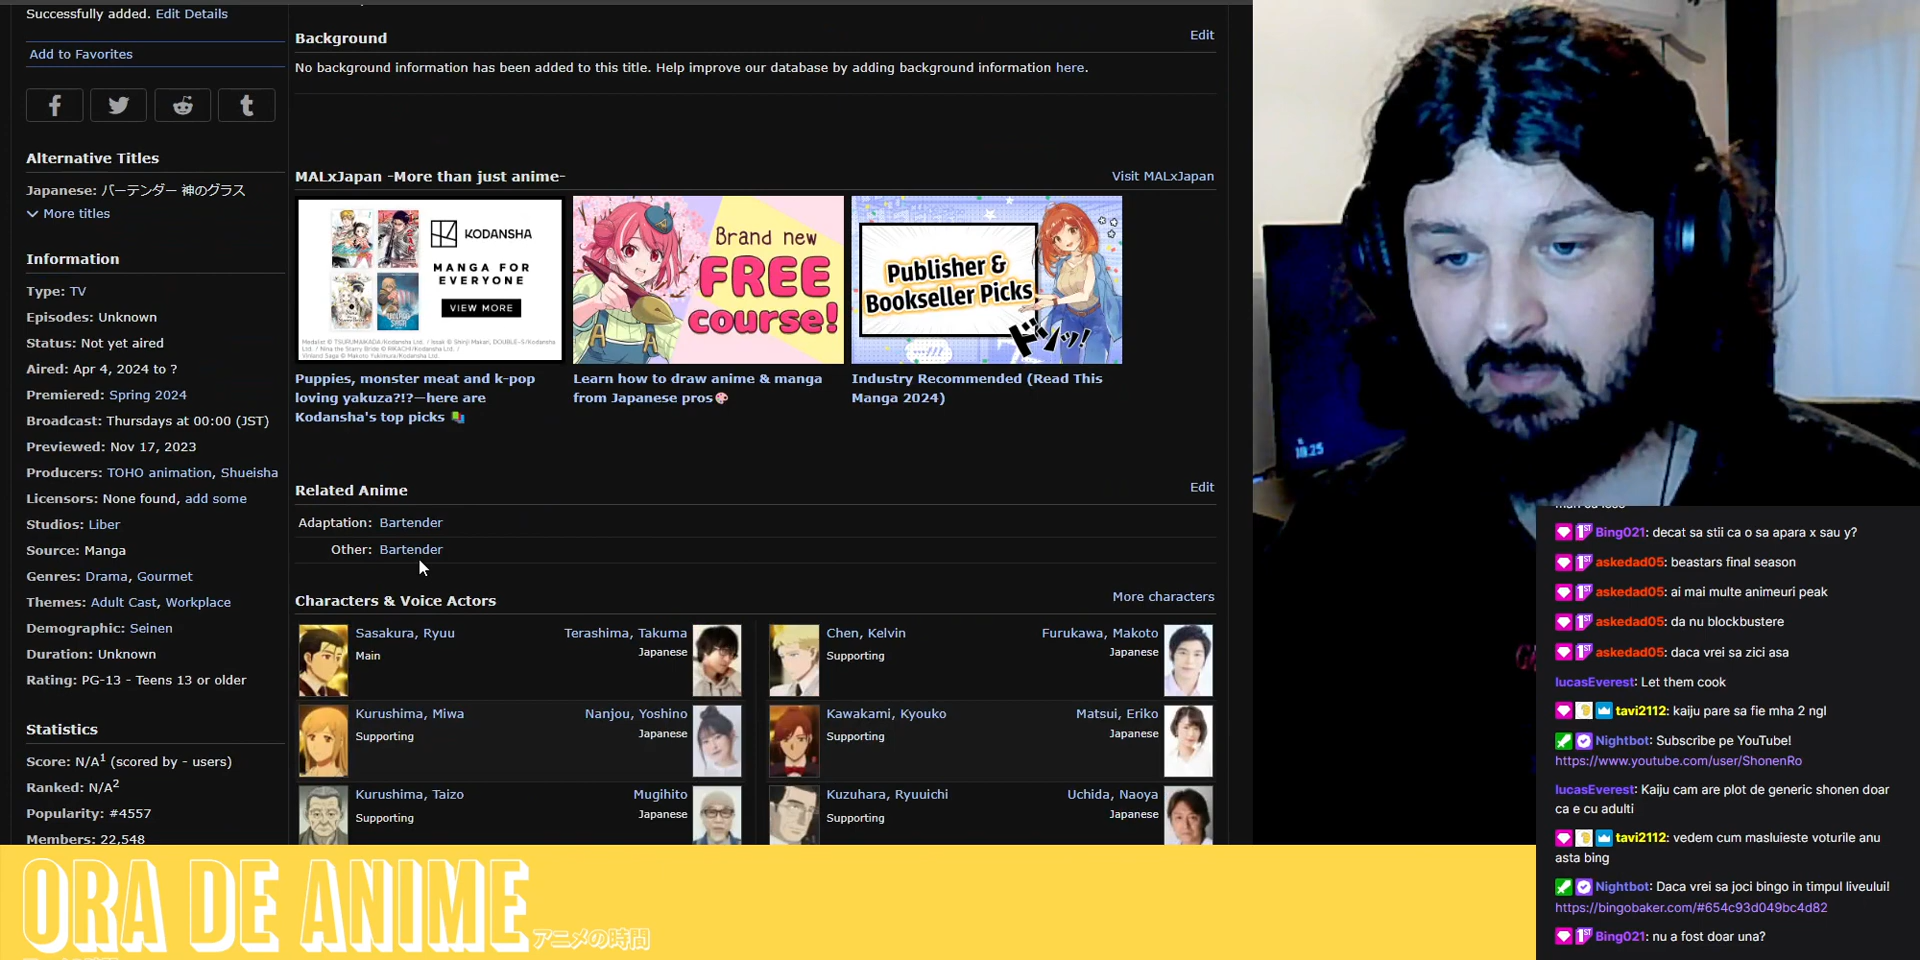 Successfully added. Edit Details
Add to Favorites
Alternative Titles
Japanese: バーテンダー 神のグラス
More titles
Information
Type: TV
Episodes: Unknown
Status: Not yet aired
Aired: Apr 4, 2024 to ?
Premiered: Spring 2024
Broadcast: Thursdays at 00:00 (JST)
Previewed: Nov 17, 2023
Producers: TOHO animation, Shueisha
Licensors: None found, add some
Studios: Liber
Source: Manga
Genres: Drama, Gourmet
Themes: Adult Cast, Workplace
Demographic: Seinen
Duration: Unknown
Rating: PG-13 - Teens 13 or older
Statistics
Score: N/A1 (scored by - users)
Ranked: N/A2
Popularity: #4557
Members: 22,548
Background Edit
No background information has been added to this title. Help improve our database by adding background information here.
MALxJapan -More than just anime- Visit MALxJapan
KODANSHA
MANGA FOR
EVERYONE
VIEW MORE
Brand new
FREE
course!
Publisher &
Bookseller Picks
ドッッ!
Puppies, monster meat and k-pop
loving yakuza?!?—here are
Kodansha's top picks
Learn how to draw anime & manga
from Japanese pros
Industry Recommended (Read This
Manga 2024)
Related Anime Edit
Adaptation: Bartender
Other: Bartender
Characters & Voice Actors More characters
Sasakura, Ryuu Terashima, Takuma
Main Japanese
Chen, Kelvin Furukawa, Makoto
Supporting Japanese
Kurushima, Miwa Nanjou, Yoshino
Supporting Japanese
Kawakami, Kyouko Matsui, Eriko
Supporting Japanese
Kurushima, Taizo Mugihito
Supporting Japanese
Kuzuhara, Ryuuichi Uchida, Naoya
Supporting Japanese
Bing021: decat sa stii ca o sa apara x sau y?
askedad05: beastars final season
askedad05: ai mai multe animeuri peak
askedad05: da nu blockbustere
askedad05: daca vrei sa zici asa
lucasEverest: Let them cook
tavi2112: kaiju pare sa fie mha 2 ngl
Nightbot: Subscribe pe YouTube!
https://www.youtube.com/user/ShonenRo
lucasEverest: Kaiju cam are plot de generic shonen doar
ca e cu adulti
tavi2112: vedem cum masluieste voturile anu
asta bing
Nightbot: Daca vrei sa joci bingo in timpul liveului!
https://bingobaker.com/#654c93d049bc4d82
Bing021: nu a fost doar una?
ORA DE ANIME
アニメの時間